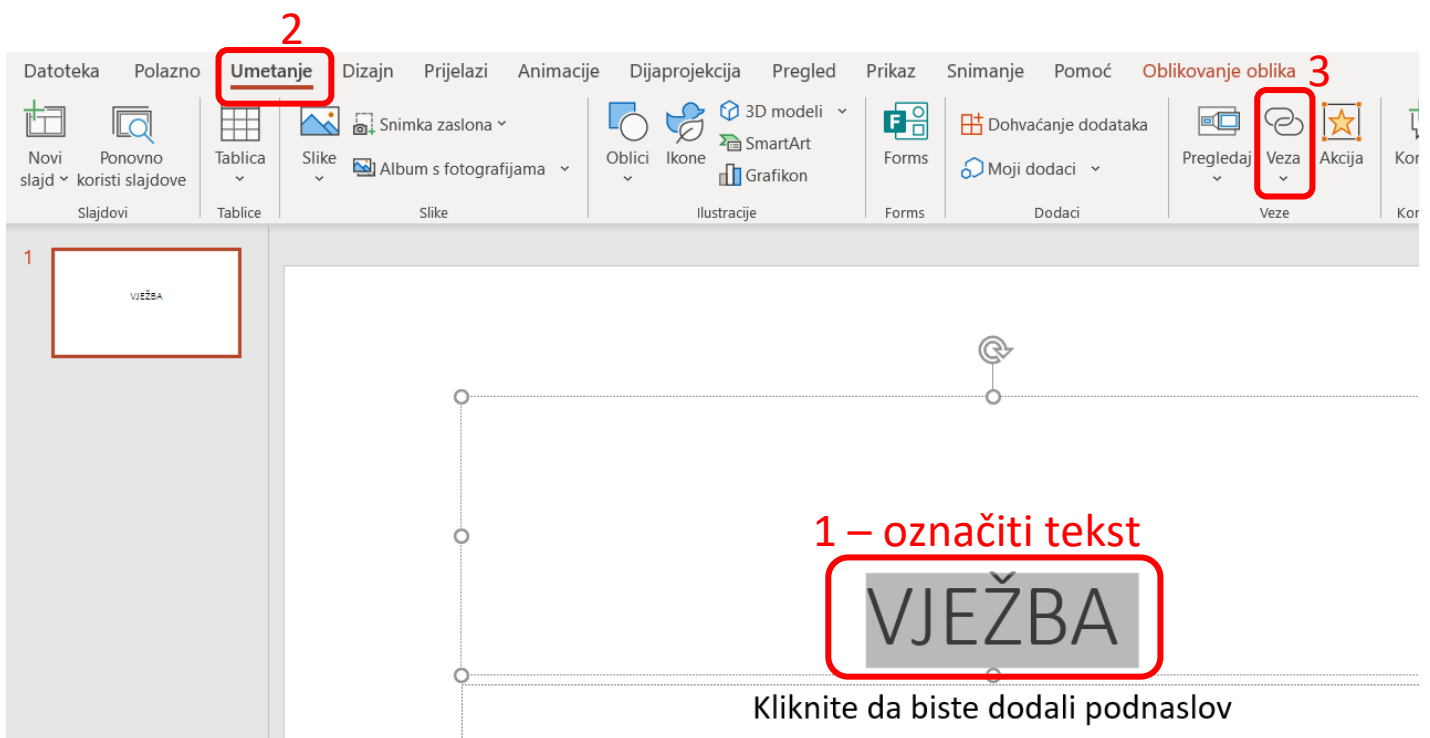 2
Datoteka Polazno Umetanje Dizajn Prijelazi Animacije Dijaprojekcija Pregled Prikaz Snimanje Pomoć Oblikovanje oblika
3
Novi slajd
Ponovno koristi slajdove
Tablica
Slike
Snimka zaslona
Album s fotografijama
Oblici
Ikone
3D modeli
SmartArt
Grafikon
Forms
Dohvaćanje dodataka
Moji dodaci
Pregledaj
Veza
Akcija
Kor
Slajdovi Tablice Slike Ilustracije Forms Dodaci Veze Kor
1
VJEŽBA
1 – označiti tekst
VJEŽBA
Kliknite da biste dodali podnaslov